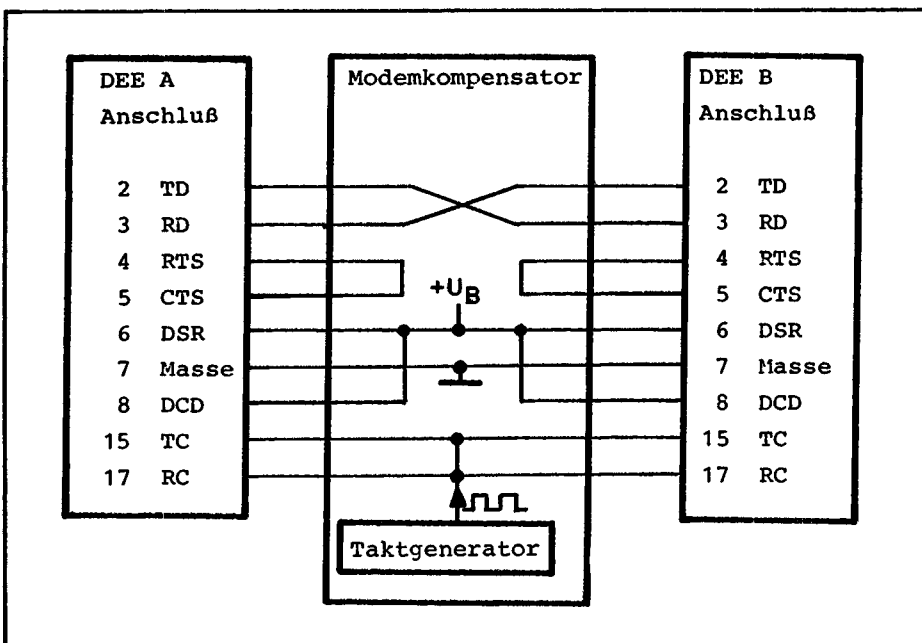 DEE A
Anschluß
2 TD
3 RD
4 RTS
5 CTS
6 DSR
7 Masse
8 DCD
15 TC
17 RC
Modemkompensator
+U_B
Taktgenerator
DEE B
Anschluß
2 TD
3 RD
4 RTS
5 CTS
6 DSR
7 Masse
8 DCD
15 TC
17 RC